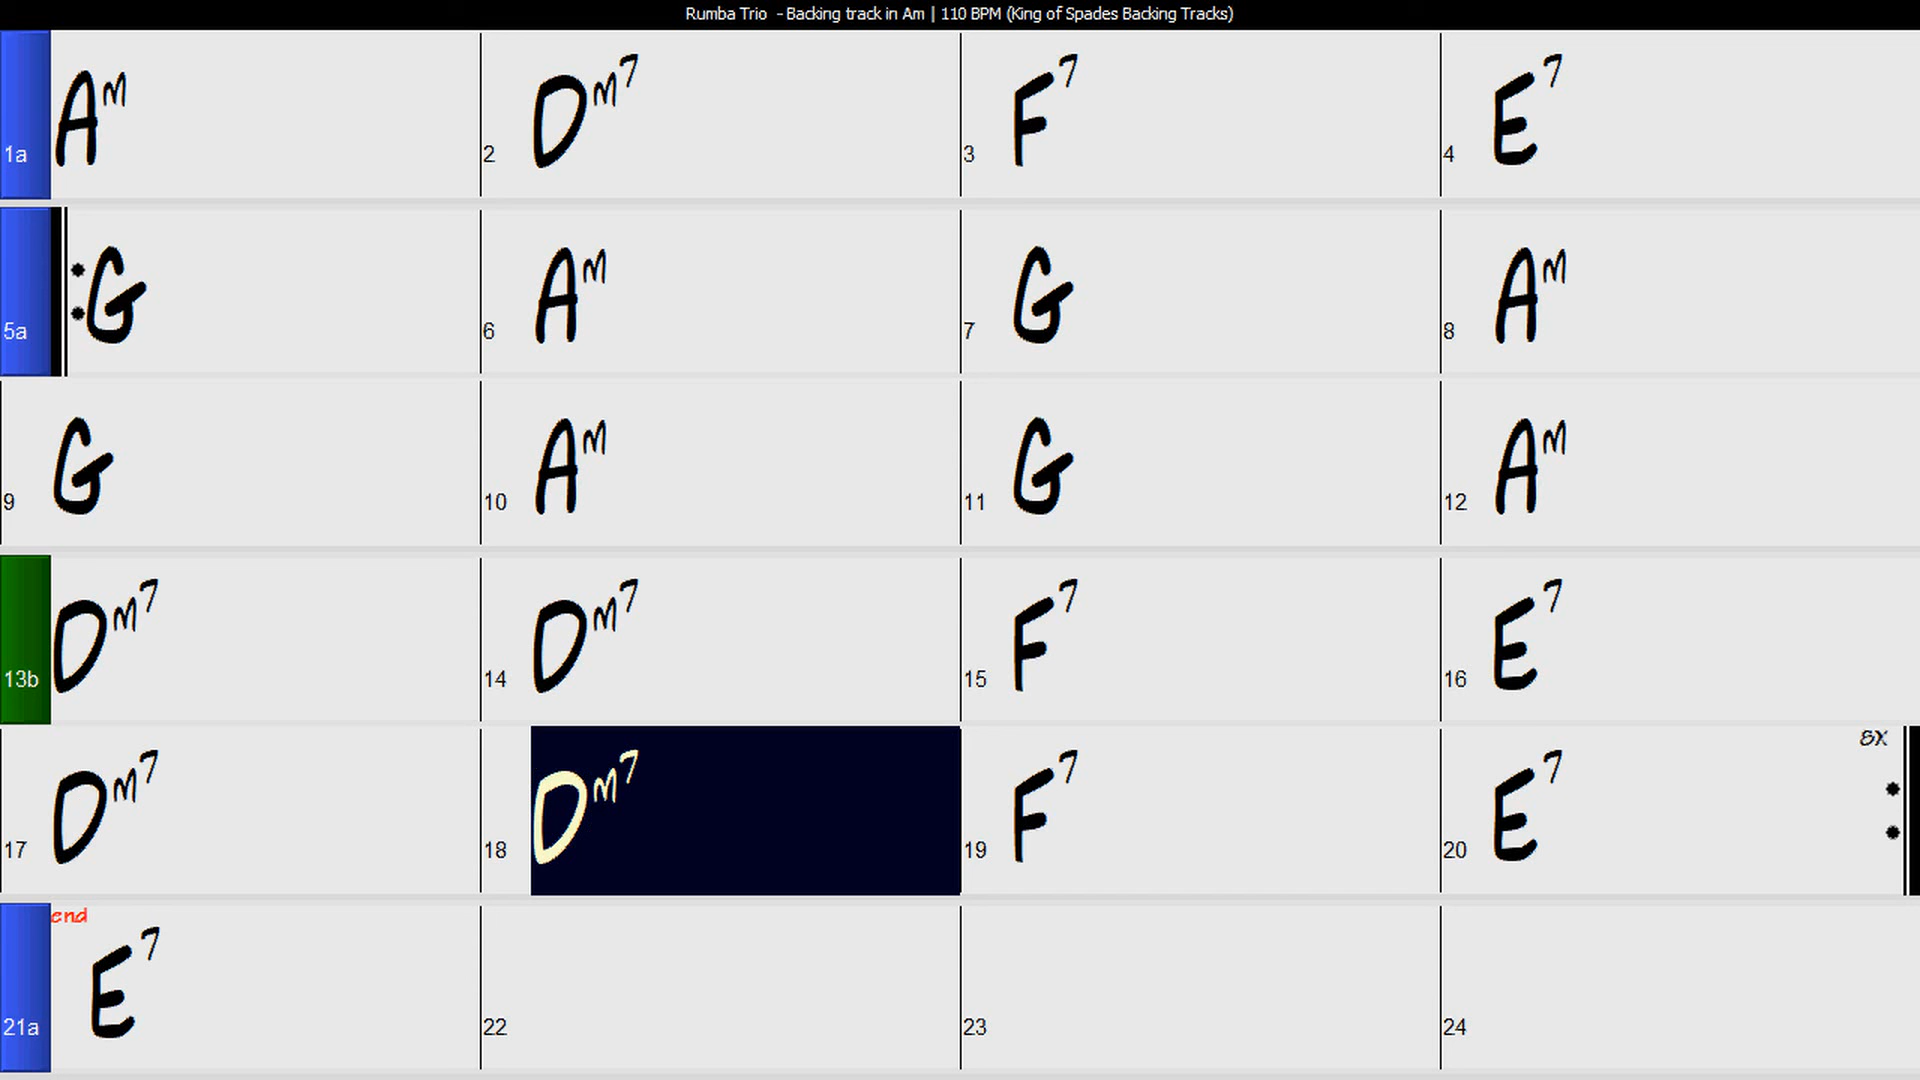 Rumba Trio - Backing track in Am | 110 BPM (King of Spades Backing Tracks)
1a Am 2 Dm7 3 F7 4 E7
5a G 6 Am 7 G 8 Am
9 G 10 Am 11 G 12 Am
13b Dm7 14 Dm7 15 F7 16 E7
8x
17 Dm7 18 Dm7 19 F7 20 E7
end
21a E7 22 23 24